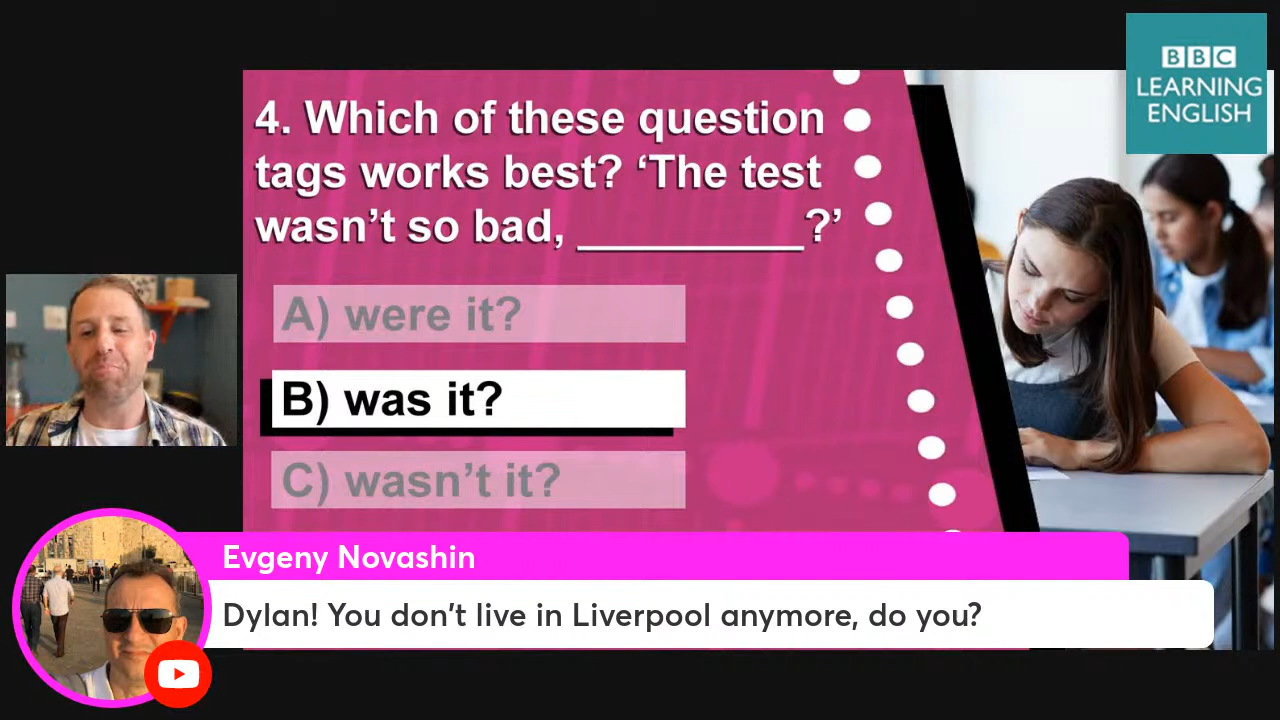 BBC
LEARNING
ENGLISH
4. Which of these question
tags works best? ‘The test
wasn’t so bad, _________?’
A) were it?
B) was it?
C) wasn’t it?
Evgeny Novashin
Dylan! You don’t live in Liverpool anymore, do you?